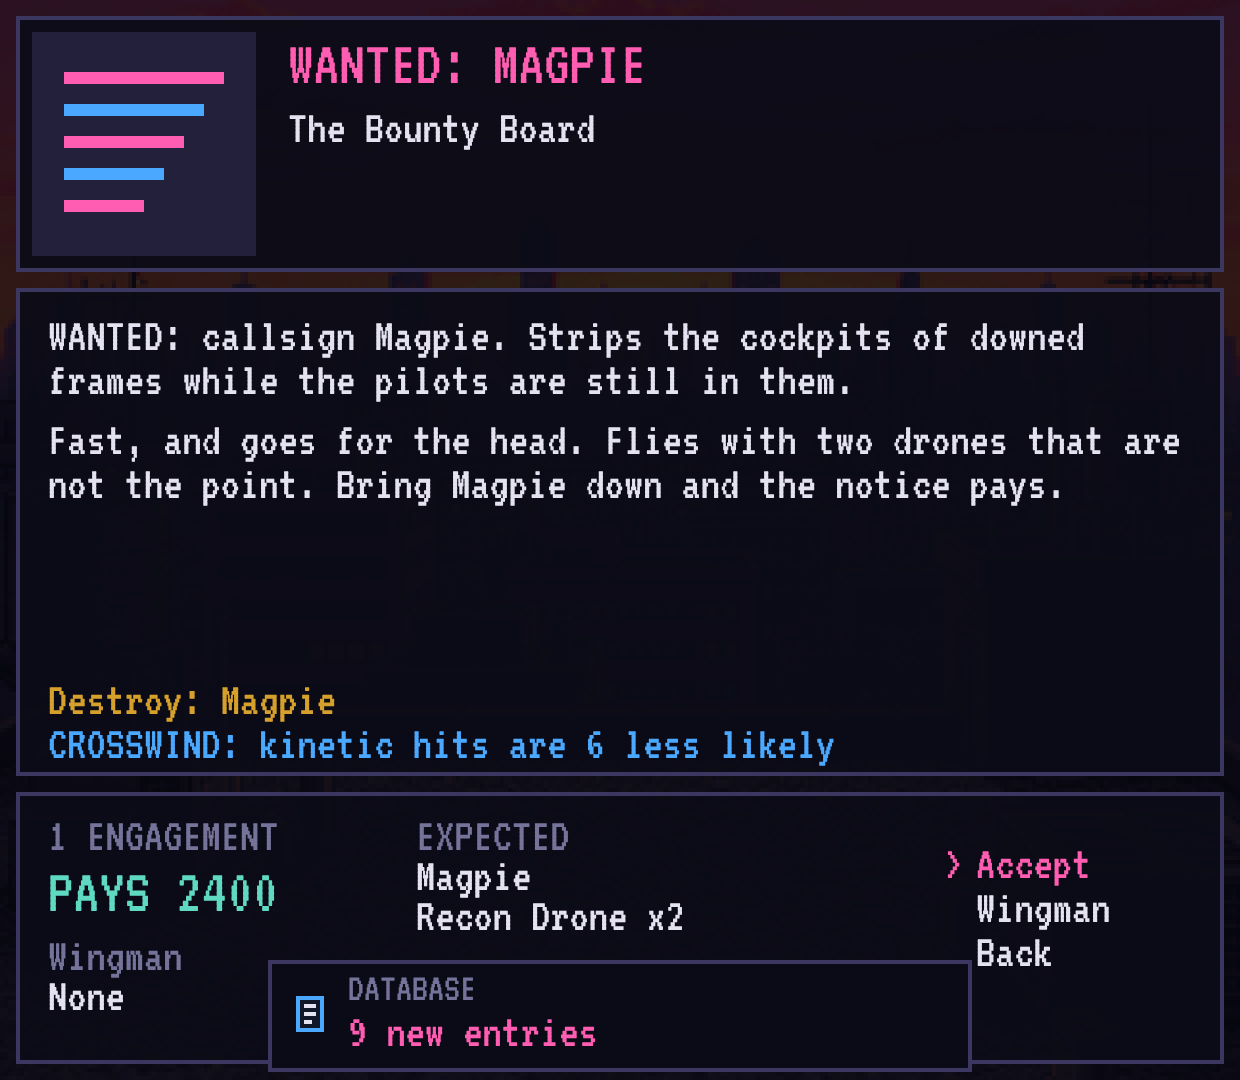 WANTED: MAGPIE
The Bounty Board
WANTED: callsign Magpie. Strips the cockpits of downed
frames while the pilots are still in them.
Fast, and goes for the head. Flies with two drones that are
not the point. Bring Magpie down and the notice pays.
Destroy: Magpie
CROSSWIND: kinetic hits are 6 less likely
1 ENGAGEMENT
PAYS 2400
Wingman
None
EXPECTED
Magpie
Recon Drone x2
> Accept
Wingman
Back
DATABASE
9 new entries